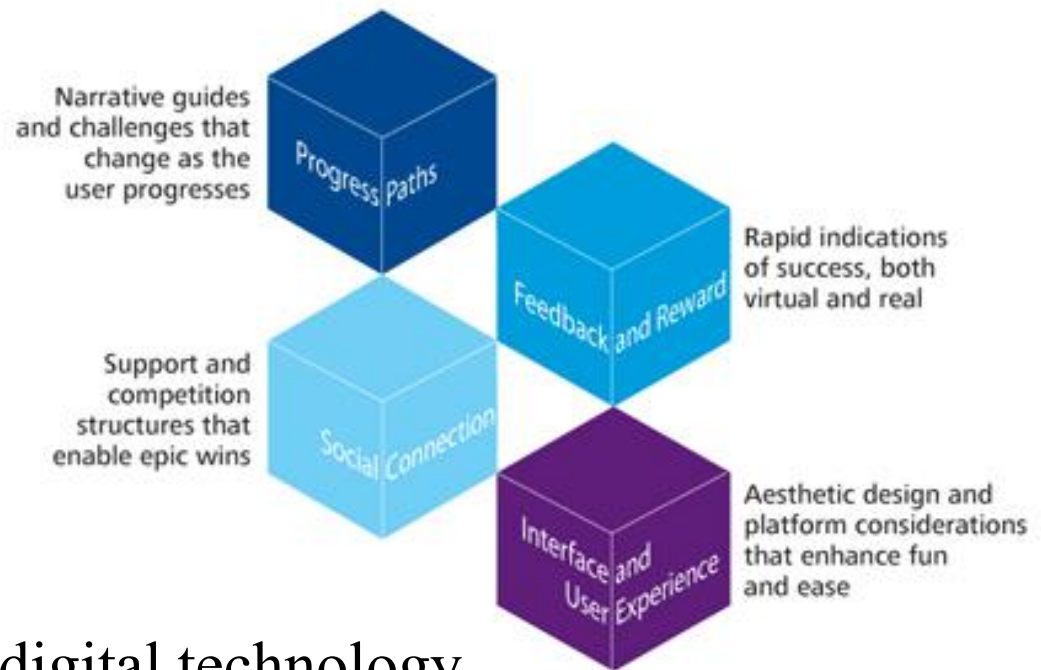 Narrative guides
and challenges that
change as the
user progresses
Progress Paths
Feedback and Reward
Rapid indications
of success, both
virtual and real
Support and
competition
structures that
enable epic wins
Social Connection
Interface and
User Experience
Aesthetic design and
platform considerations
that enhance fun
and ease
digital technology